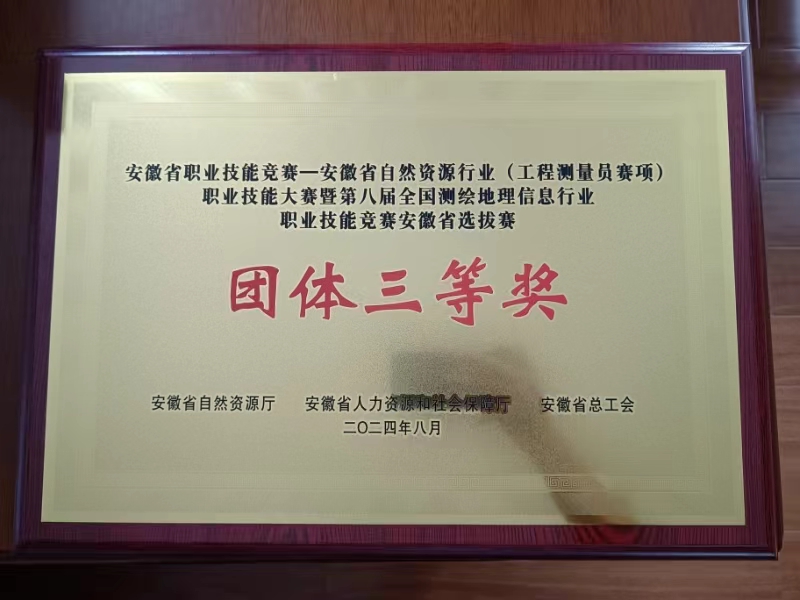 安徽省职业技能竞赛—安徽省自然资源行业（工程测量员赛项）
职业技能大赛暨第八届全国测绘地理信息行业
职业技能竞赛安徽省选拔赛
团体三等奖
安徽省自然资源厅 安徽省人力资源和社会保障厅 安徽省总工会
二〇二四年八月